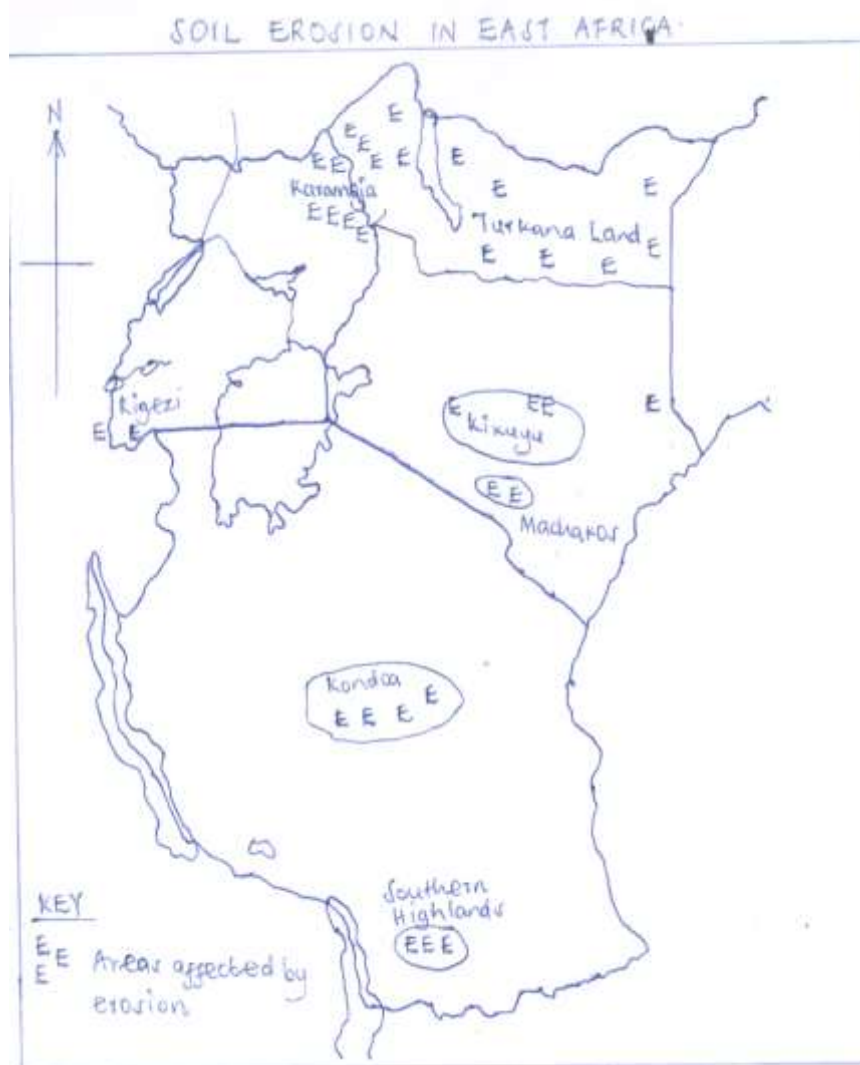 SOIL EROSION IN EAST AFRICA.
N
E
E
E
E E E E
E
Karamoja
E E
E E E
E
Turkana Land
E
E E E
Kigezi
E E
E E E
Kikuyu
E
E E
Machakos
Kondoa
E E E E
Southern
Highlands
EEE
KEY
E E
E
Areas affected by
erosion